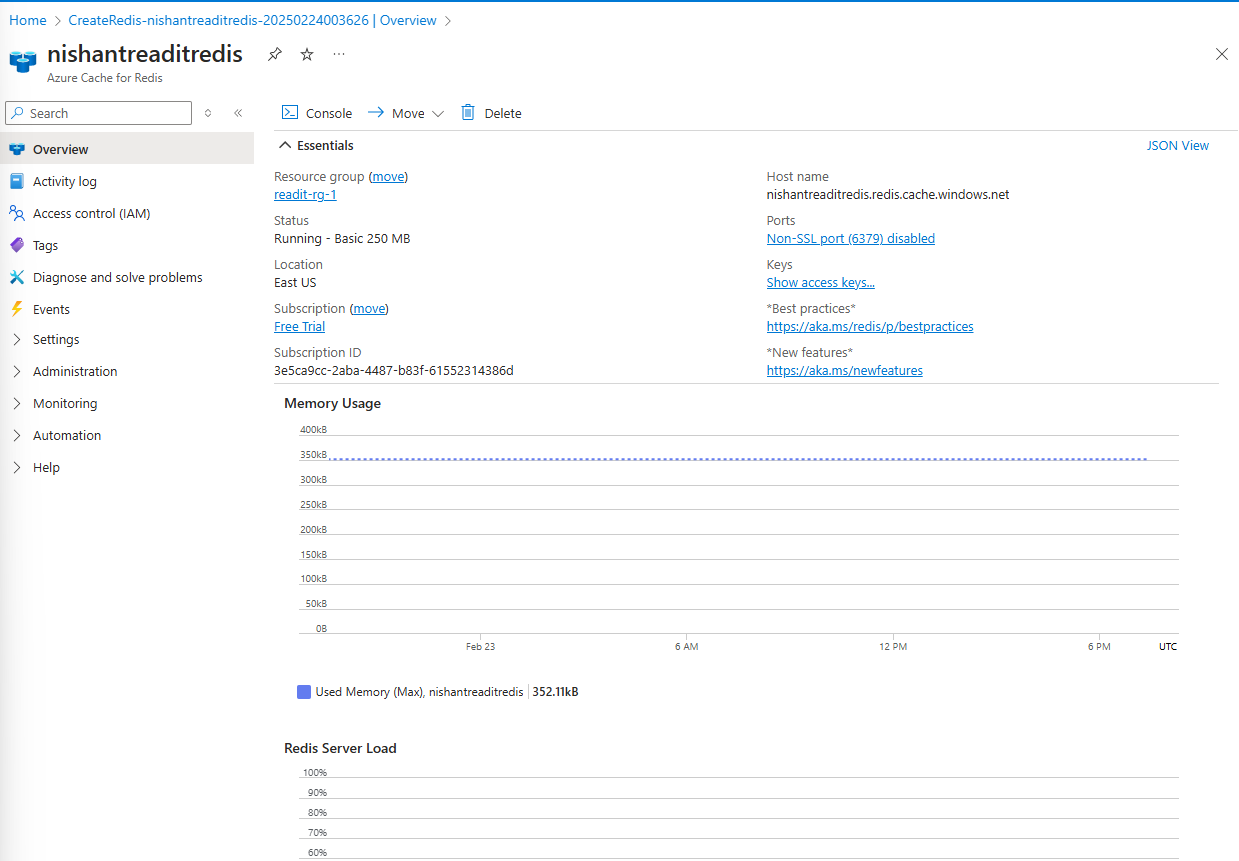 Home > CreateRedis-nishantreaditredis-20250224003626 | Overview >
nishantreaditredis
Azure Cache for Redis
Search
Overview
Activity log
Access control (IAM)
Tags
Diagnose and solve problems
Events
Settings
Administration
Monitoring
Automation
Help
Console Move Delete
Essentials
JSON View
Resource group (move)
readit-rg-1
Status
Running - Basic 250 MB
Location
East US
Subscription (move)
Free Trial
Subscription ID
3e5ca9cc-2aba-4487-b83f-61552314386d
Host name
nishantreaditredis.redis.cache.windows.net
Ports
Non-SSL port (6379) disabled
Keys
Show access keys...
*Best practices*
https://aka.ms/redis/p/bestpractices
*New features*
https://aka.ms/newfeatures
Memory Usage
400kB
350kB
300kB
250kB
200kB
150kB
100kB
50kB
0B
Feb 23 6 AM 12 PM 6 PM UTC
Used Memory (Max), nishantreaditredis | 352.11kB
Redis Server Load
100%
90%
80%
70%
60%